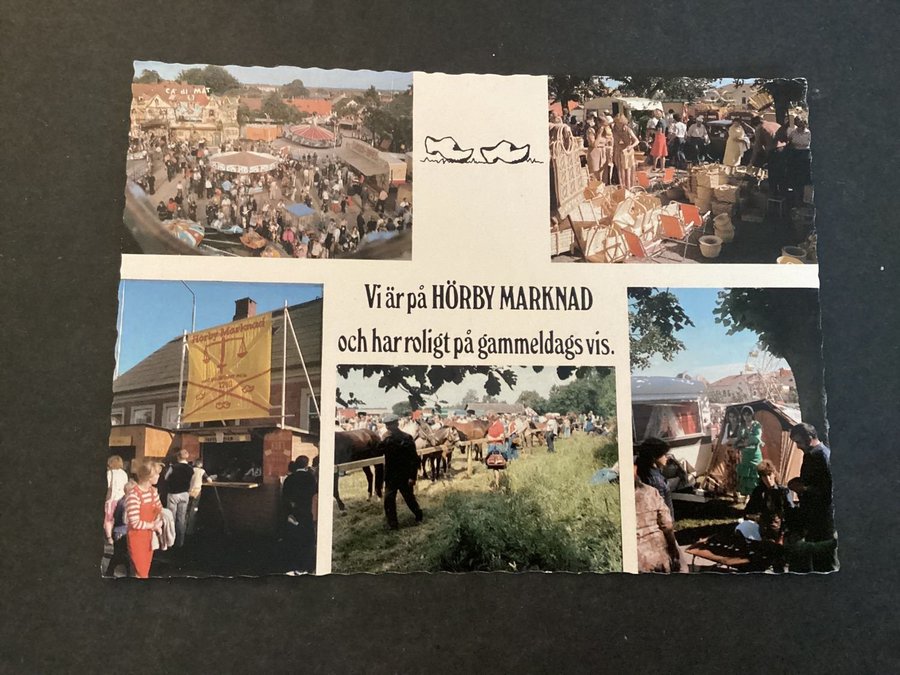 Vi är på HÖRBY MARKNAD
och har roligt på gammeldags vis.
Hörby Marknad